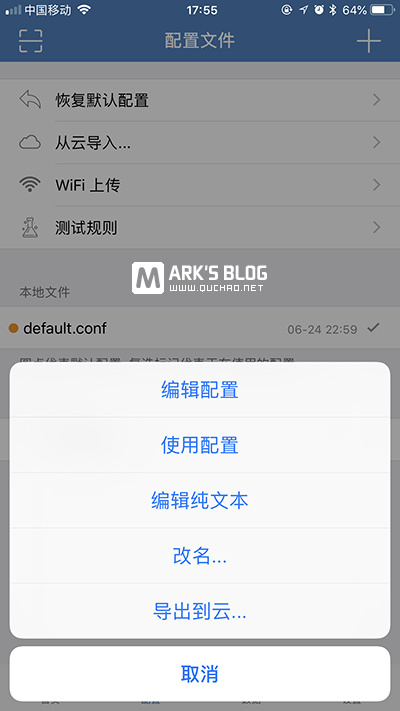 中国移动
17:55
64%
配置文件
恢复默认配置
从云导入...
WiFi 上传
测试规则
M ARK'S BLOG
WWW.QUCHAO.NET
本地文件
default.conf
06-24 22:59
编辑配置
使用配置
编辑纯文本
改名...
导出到云...
取消